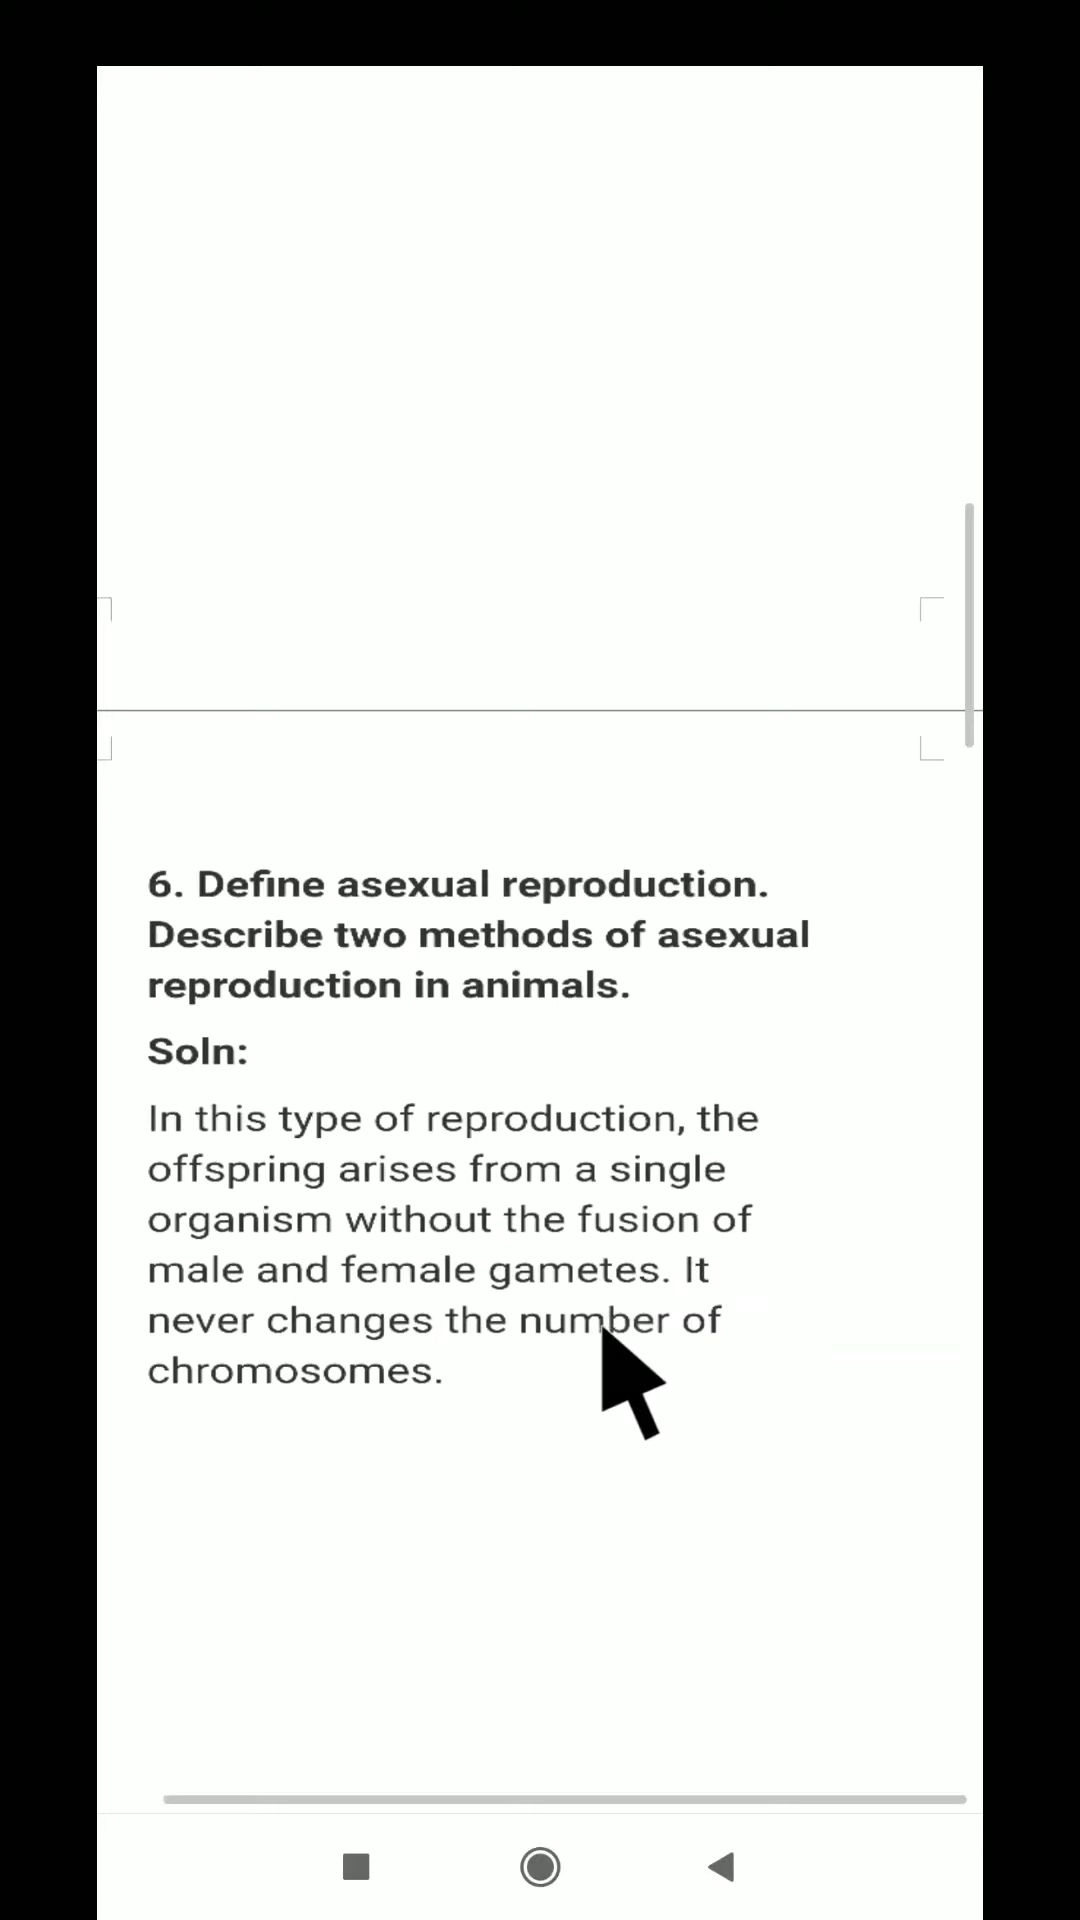 6. Define asexual reproduction.
Describe two methods of asexual
reproduction in animals.
Soln:
In this type of reproduction, the
offspring arises from a single
organism without the fusion of
male and female gametes. It
never changes the number of
chromosomes.